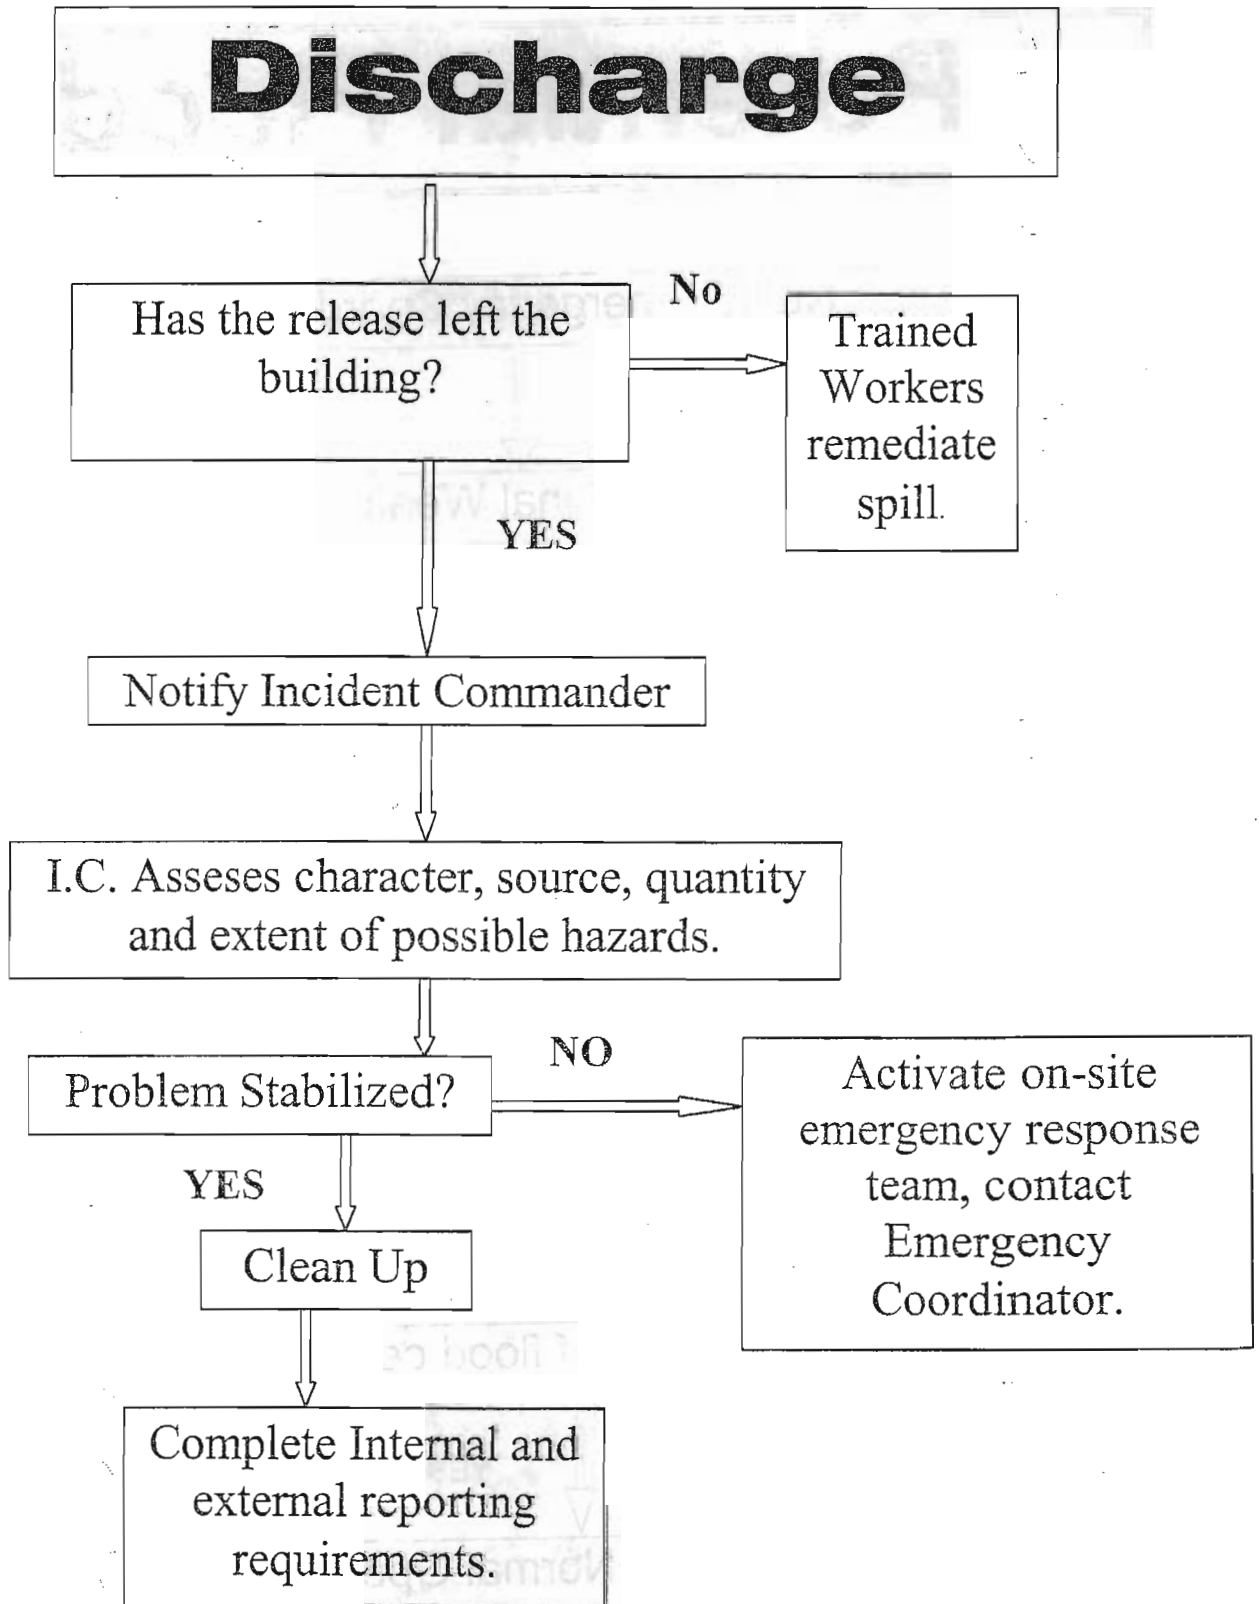 Discharge
Has the release left the
building?
No
Trained
Workers
remediate
spill.
YES
Notify Incident Commander
I.C. Asseses character, source, quantity
and extent of possible hazards.
Problem Stabilized?
NO
Activate on-site
emergency response
team, contact
Emergency
Coordinator.
YES
Clean Up
Complete Internal and
external reporting
requirements.